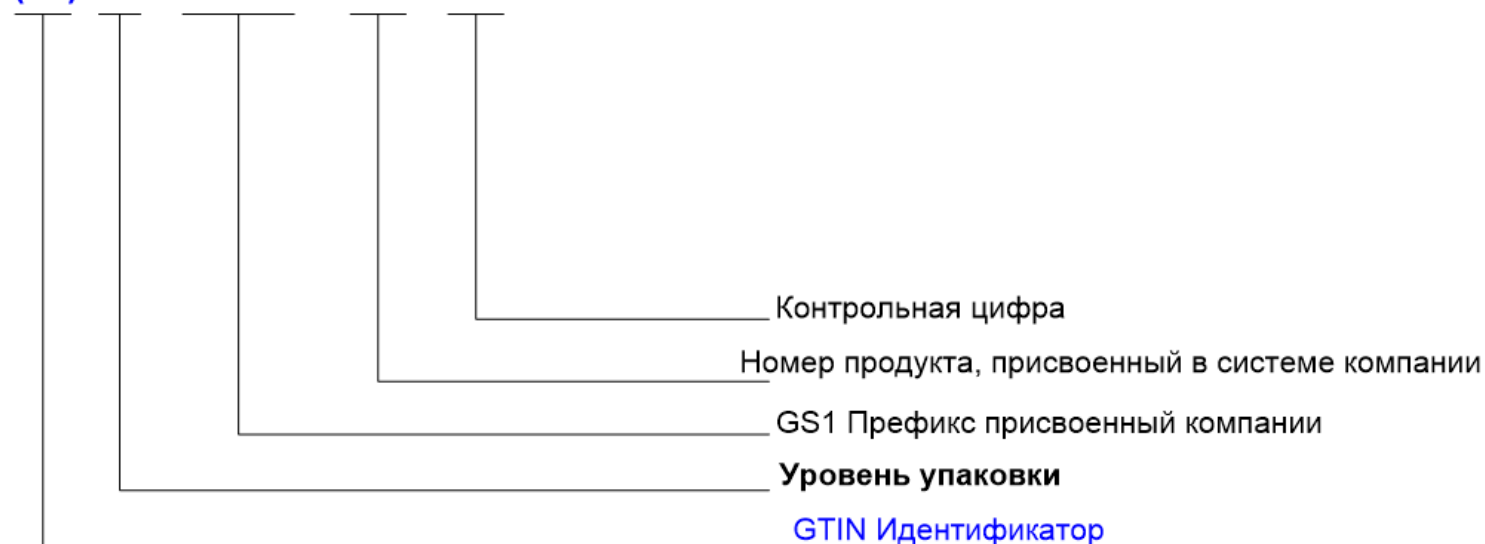 Контрольная цифра
Номер продукта, присвоенный в системе компании
GS1 Префикс присвоенный компании
Уровень упаковки
GTIN Идентификатор